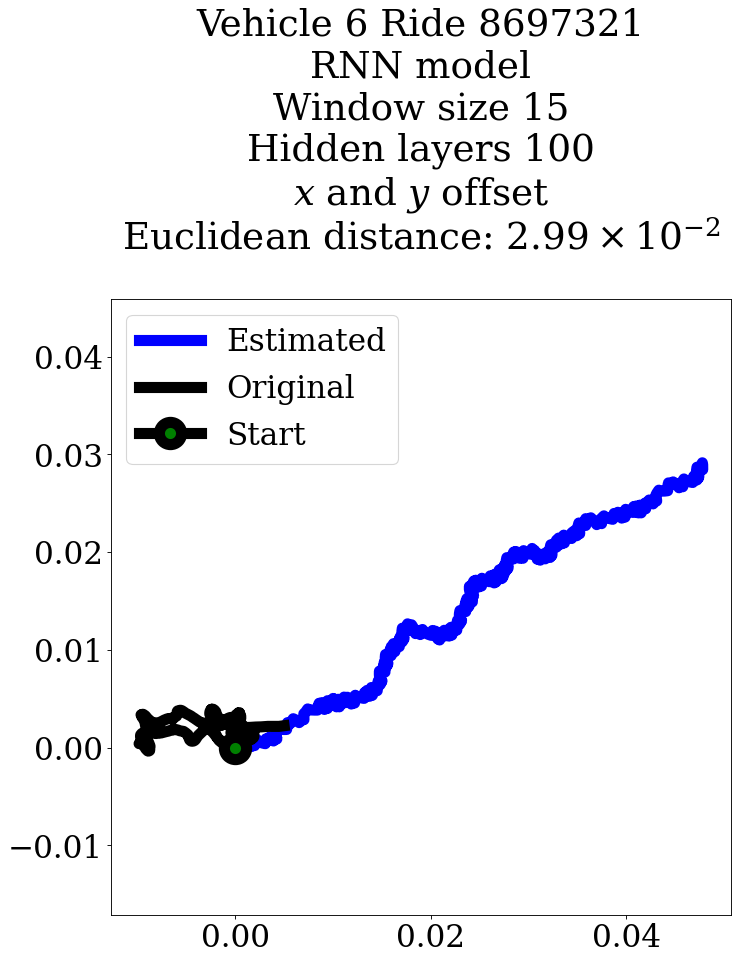 Vehicle 6 Ride 8697321
RNN model
Window size 15
Hidden layers 100
x and y offset
Euclidean distance: 2.99 × 10⁻²
Estimated
Original
Start
0.04
0.03
0.02
0.01
0.00
−0.01
0.00 0.02 0.04